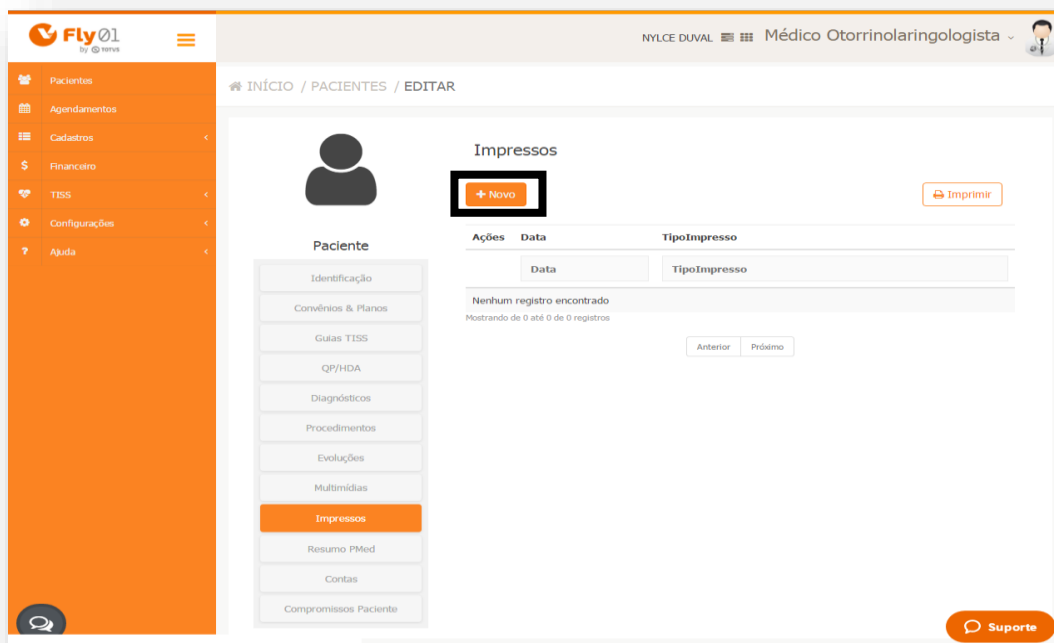 Fly01
by TOTVS
NYLCE DUVAL Médico Otorrinolaringologista
Pacientes
Agendamentos
Cadastros
Financeiro
TISS
Configurações
Ajuda
INÍCIO / PACIENTES / EDITAR
Paciente
Identificação
Convênios & Planos
Guias TISS
QP/HDA
Diagnósticos
Procedimentos
Evoluções
Multimídias
Impressos
Resumo PMed
Contas
Compromissos Paciente
Impressos
+ Novo
Imprimir
Ações Data TipoImpresso
Data TipoImpresso
Nenhum registro encontrado
Mostrando de 0 até 0 de 0 registros
Anterior Próximo
Suporte